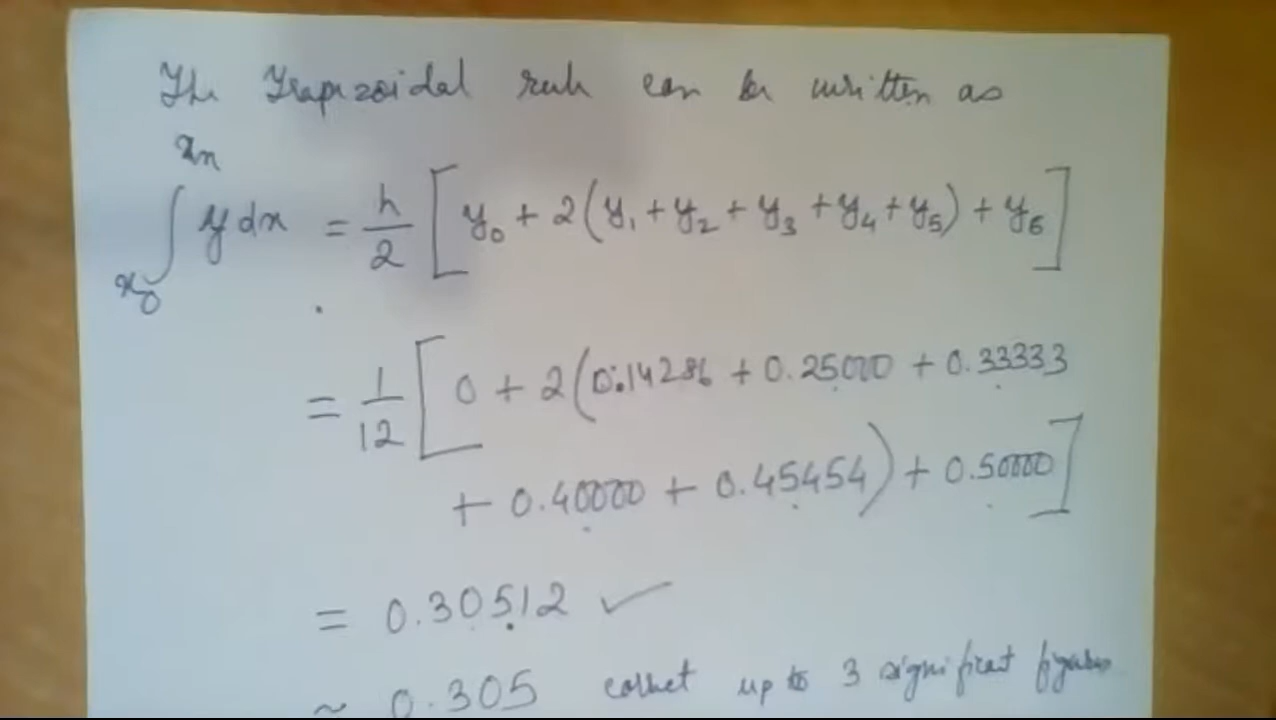 The Trapezoidal rule can be written as
∫_{x₀}^{xₙ} y dx = h/2 [y₀ + 2(y₁ + y₂ + y₃ + y₄ + y₅) + y₆]
= 1/12 [0 + 2(0.14286 + 0.25000 + 0.33333
+ 0.40000 + 0.45454) + 0.50000]
= 0.30512 ✓
~ 0.305 correct up to 3 significant figures